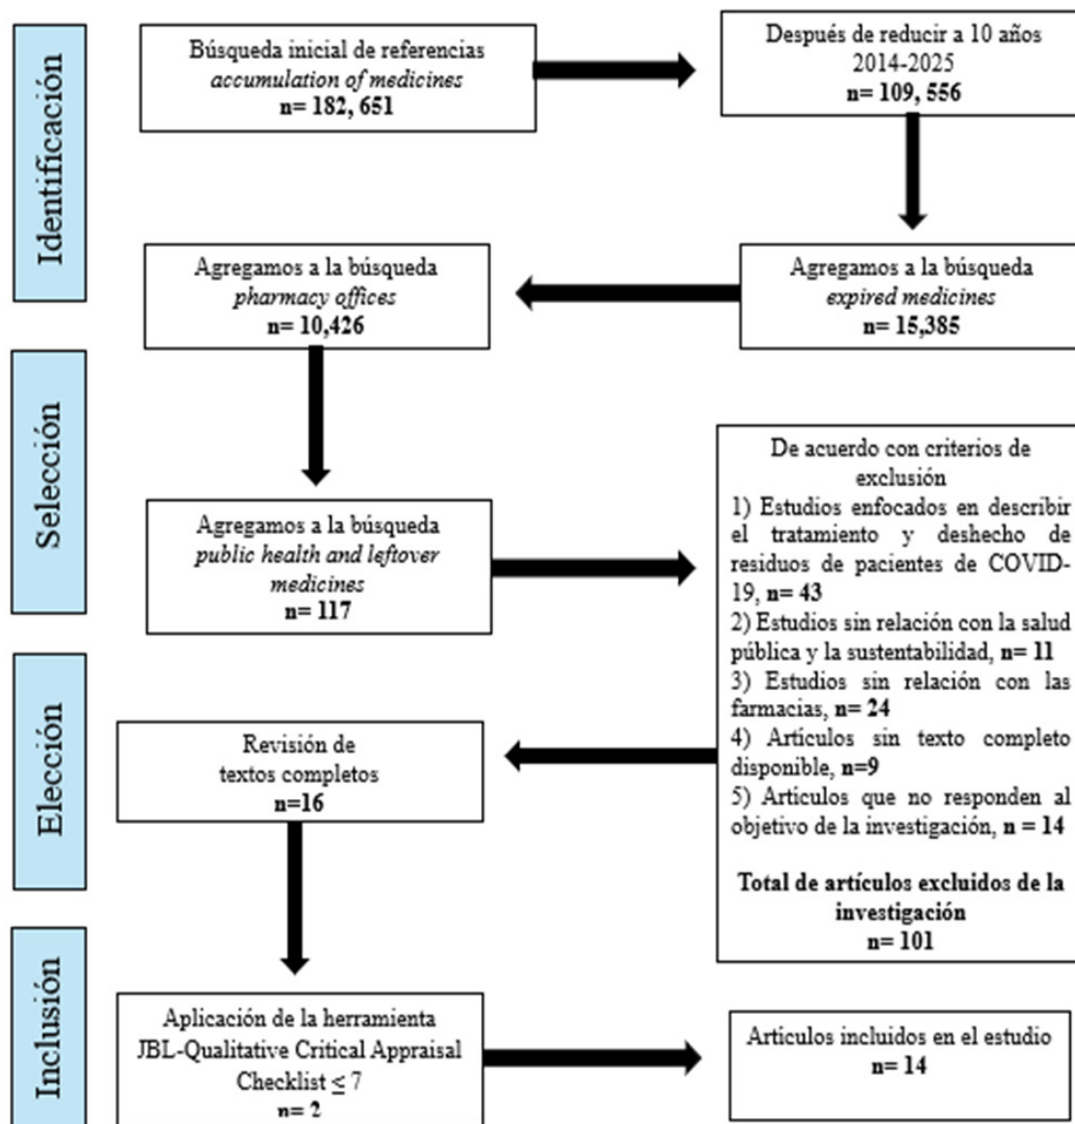 Identificación
Búsqueda inicial de referencias
accumulation of medicines
n= 182, 651
Después de reducir a 10 años
2014-2025
n= 109, 556
Agregamos a la búsqueda
expired medicines
n= 15,385
Agregamos a la búsqueda
pharmacy offices
n= 10,426
Selección
Agregamos a la búsqueda
public health and leftover
medicines
n= 117
De acuerdo con criterios de
exclusión
1) Estudios enfocados en describir
el tratamiento y deshecho de
residuos de pacientes de COVID-
19, n= 43
2) Estudios sin relación con la salud
pública y la sustentabilidad, n= 11
3) Estudios sin relación con las
farmacias, n= 24
4) Artículos sin texto completo
disponible, n=9
5) Artículos que no responden al
objetivo de la investigación, n = 14
Total de artículos excluidos de la
investigación
n= 101
Elección
Revisión de
textos completos
n=16
Inclusión
Aplicación de la herramienta
JBL-Qualitative Critical Appraisal
Checklist ≤ 7
n= 2
Articulos incluidos en el estudio
n= 14